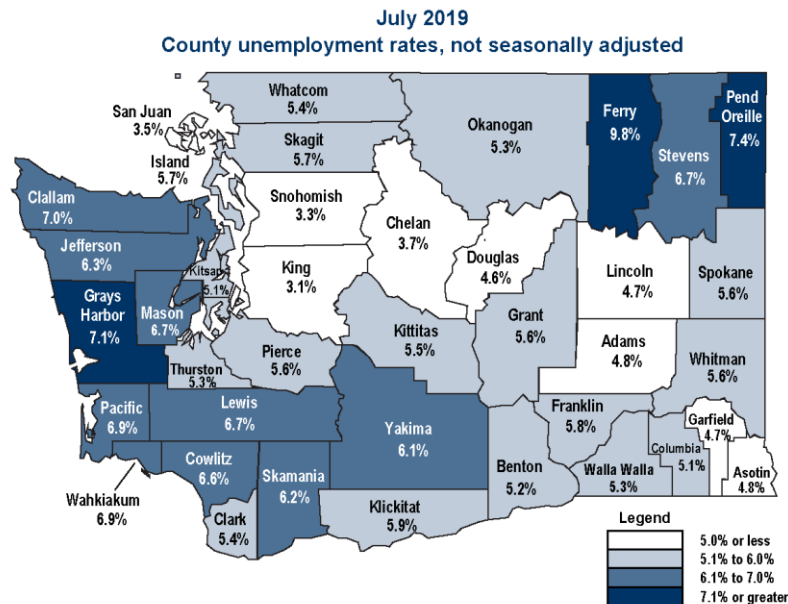 July 2019
County unemployment rates, not seasonally adjusted
Whatcom
5.4%
San Juan
3.5%
Skagit
5.7%
Island
5.7%
Okanogan
5.3%
Ferry
9.8%
Stevens
6.7%
Pend
Oreille
7.4%
Clallam
7.0%
Snohomish
3.3%
Chelan
3.7%
Jefferson
6.3%
Kitsap
5.1%
King
3.1%
Douglas
4.6%
Lincoln
4.7%
Spokane
5.6%
Grays
Harbor
7.1%
Mason
6.7%
Kittitas
5.5%
Grant
5.6%
Adams
4.8%
Whitman
5.6%
Thurston
5.3%
Pierce
5.6%
Pacific
6.9%
Lewis
6.7%
Yakima
6.1%
Franklin
5.8%
Garfield
4.7%
Columbia
5.1%
Asotin
4.8%
Wahkiakum
6.9%
Cowlitz
6.6%
Skamania
6.2%
Benton
5.2%
Walla Walla
5.3%
Clark
5.4%
Klickitat
5.9%
Legend
5.0% or less
5.1% to 6.0%
6.1% to 7.0%
7.1% or greater